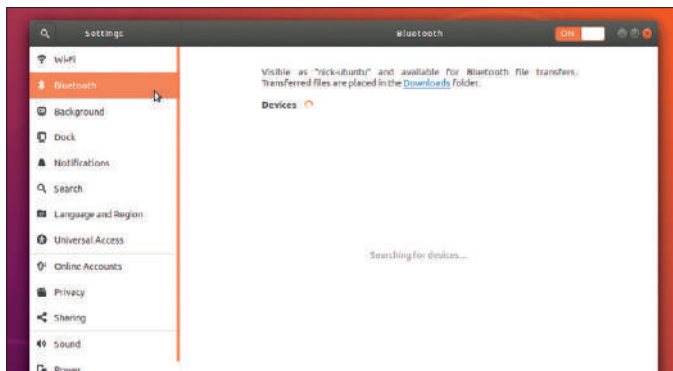 Settings
Bluetooth
ON
Wi-Fi
Bluetooth
Background
Dock
Notifications
Search
Language and Region
Universal Access
Online Accounts
Privacy
Sharing
Sound
Power
Visible as "nick-ubuntu" and available for Bluetooth file transfers.
Transferred files are placed in the Downloads folder.
Devices
Searching for devices...